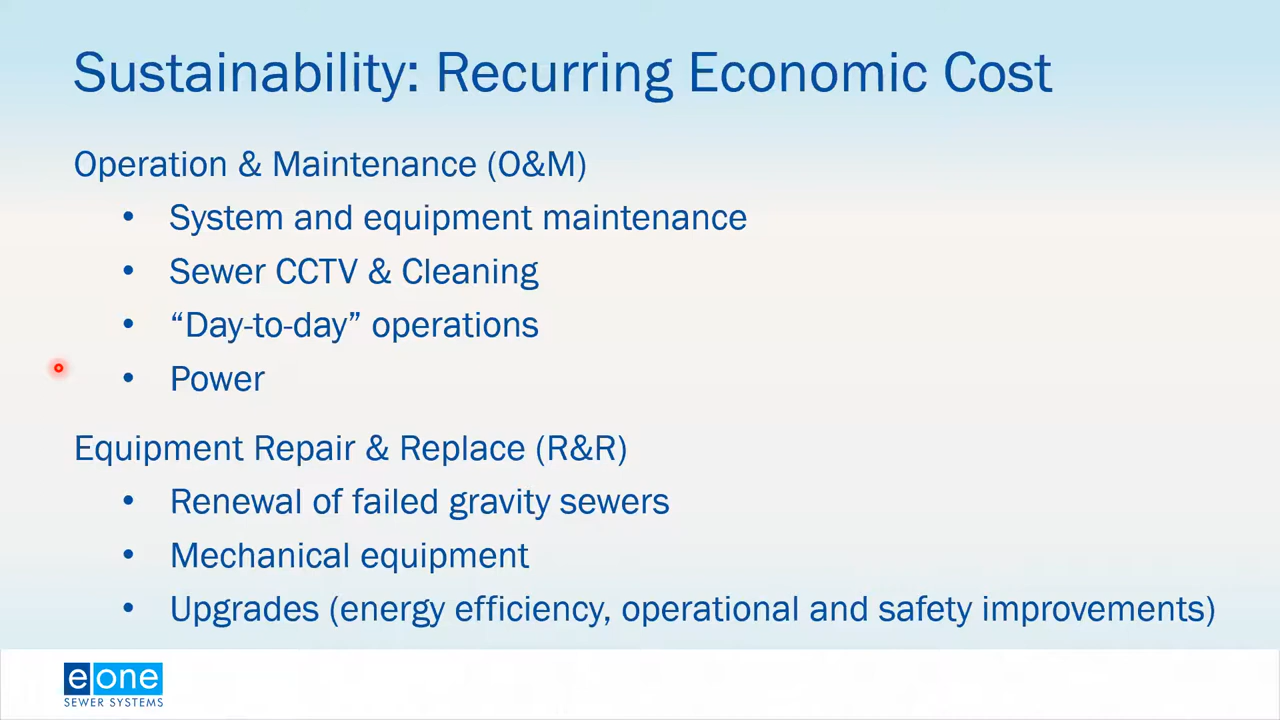 Sustainability: Recurring Economic Cost
Operation & Maintenance (O&M)
• System and equipment maintenance
• Sewer CCTV & Cleaning
• “Day-to-day” operations
• Power
Equipment Repair & Replace (R&R)
• Renewal of failed gravity sewers
• Mechanical equipment
• Upgrades (energy efficiency, operational and safety improvements)
e one
SEWER SYSTEMS